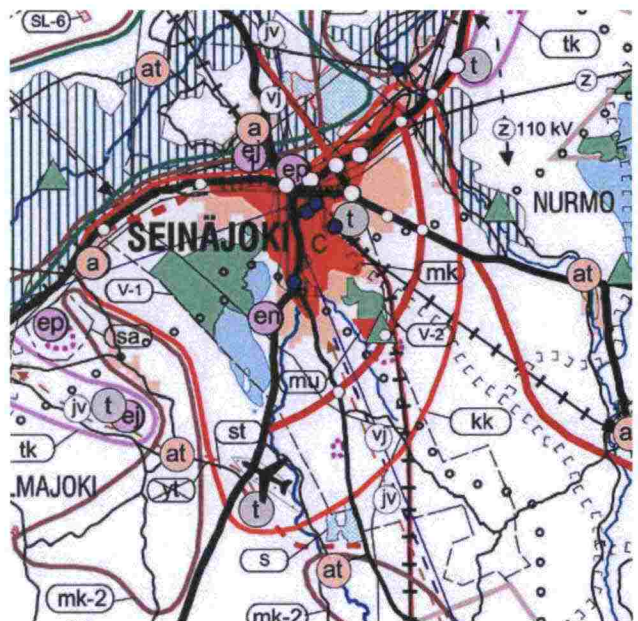 SL-6
jv
tk
at
t
vj
a
z
ej
z 110 kV
ep
NURMO
t
SEINÄJOKI
C
a
mk
at
V-1
en
V-2
ep
sa
mu
a
jv
t
ej
st
vj
kk
tk
at
LMAJOKI
yt
jv
t
s
at
mk-2
mk-2